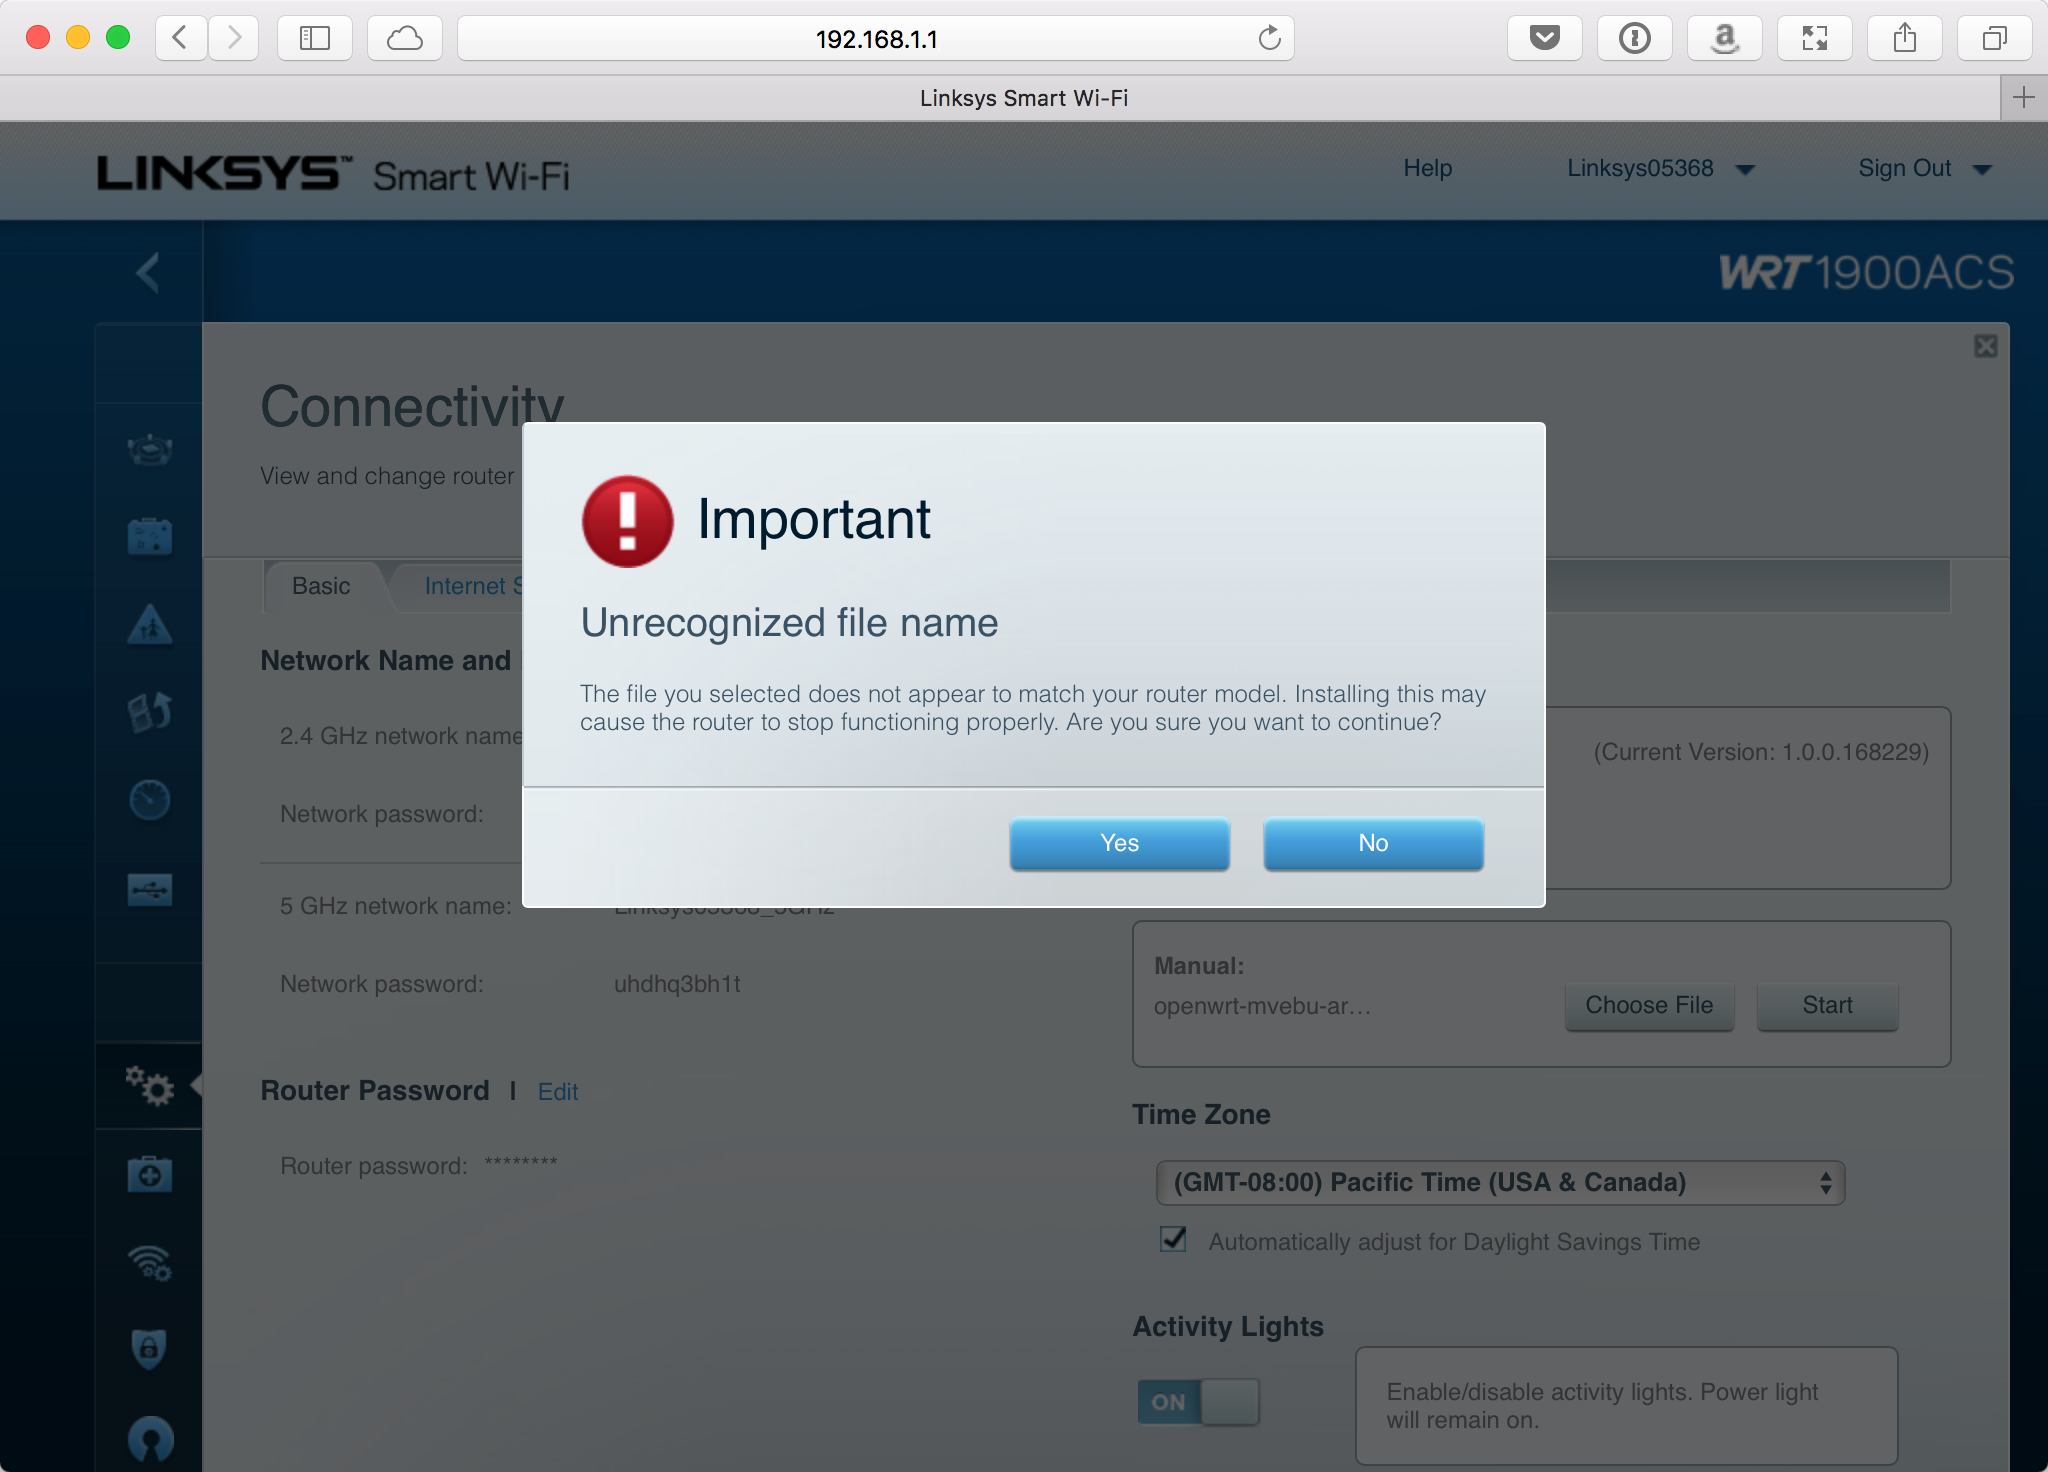 192.168.1.1
Linksys Smart Wi-Fi
LINKSYS™ Smart Wi-Fi
Help
Linksys05368
Sign Out
WRT1900ACS
Connectivity
View and change router
Important
Unrecognized file name
The file you selected does not appear to match your router model. Installing this may
cause the router to stop functioning properly. Are you sure you want to continue?
Yes
No
Basic
Internet S
Network Name and
2.4 GHz network name
Network password:
5 GHz network name:
Linksys05368_5GHz
Network password:
uhdhq3bh1t
Router Password | Edit
Router password: ********
(Current Version: 1.0.0.168229)
Manual:
openwrt-mvebu-ar…
Choose File
Start
Time Zone
(GMT-08:00) Pacific Time (USA & Canada)
Automatically adjust for Daylight Savings Time
Activity Lights
ON
Enable/disable activity lights. Power light
will remain on.